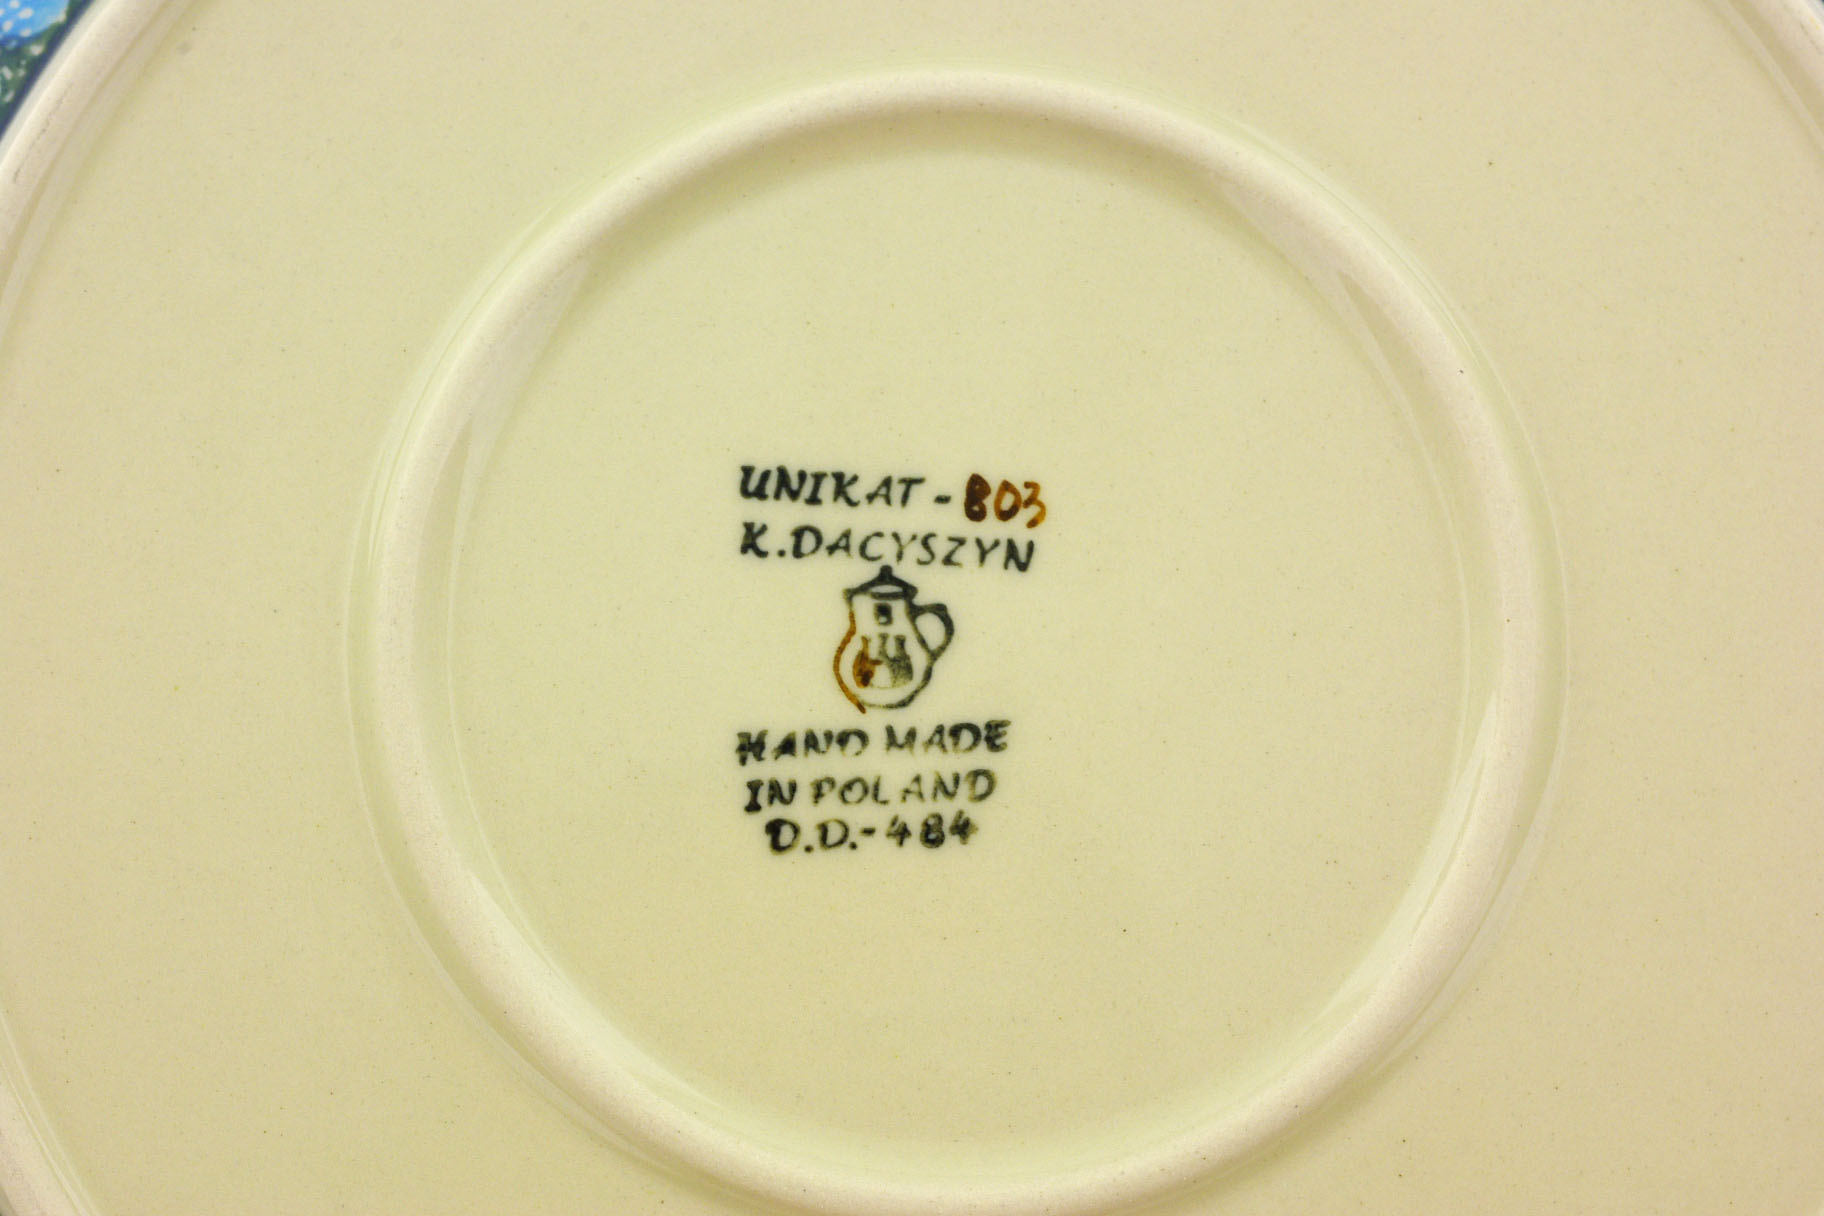 UNIKAT - 803
K. DACYSZYN
HAND MADE
IN POLAND
D.D.-484